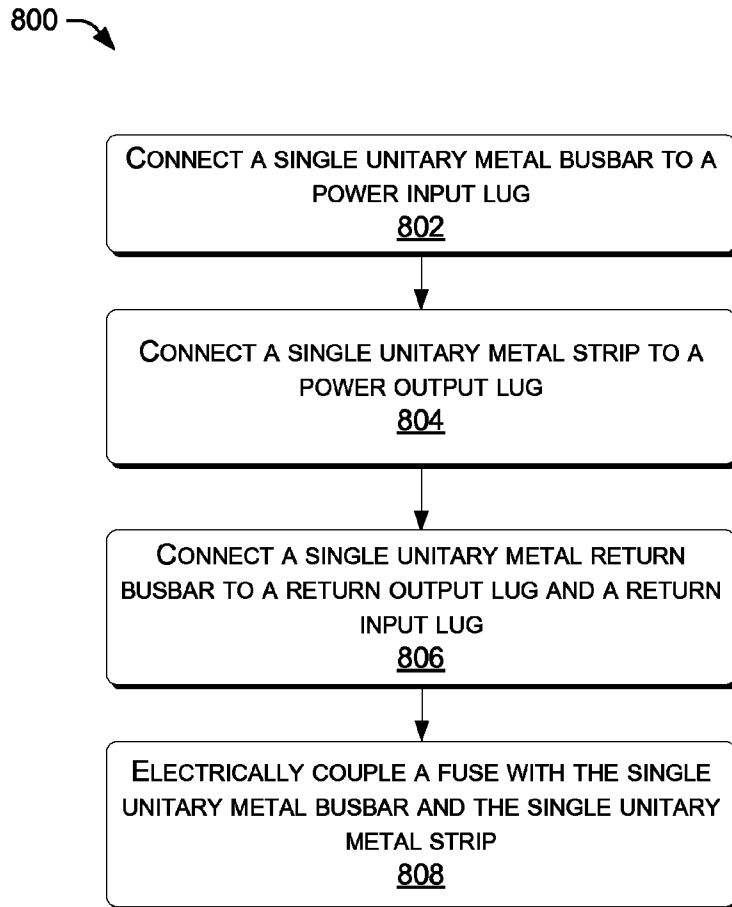 800
CONNECT A SINGLE UNITARY METAL BUSBAR TO A
POWER INPUT LUG
802
CONNECT A SINGLE UNITARY METAL STRIP TO A
POWER OUTPUT LUG
804
CONNECT A SINGLE UNITARY METAL RETURN
BUSBAR TO A RETURN OUTPUT LUG AND A RETURN
INPUT LUG
806
ELECTRICALLY COUPLE A FUSE WITH THE SINGLE
UNITARY METAL BUSBAR AND THE SINGLE UNITARY
METAL STRIP
808